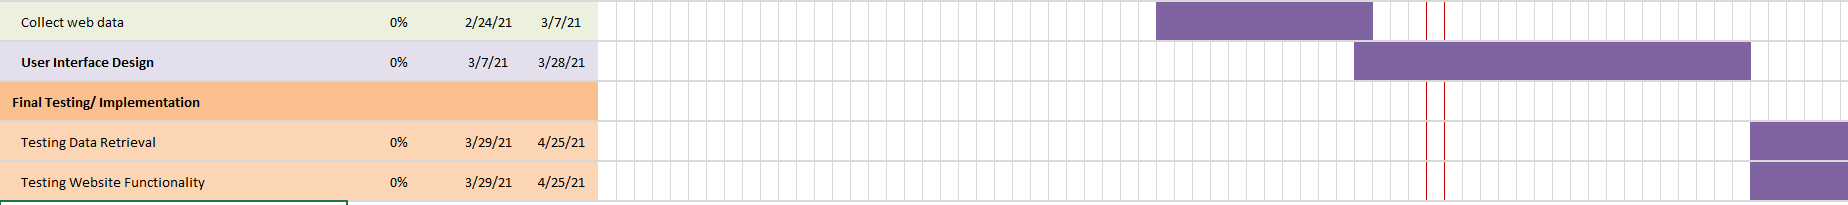 Collect web data 0% 2/24/21 3/7/21
User Interface Design 0% 3/7/21 3/28/21
Final Testing/ Implementation
Testing Data Retrieval 0% 3/29/21 4/25/21
Testing Website Functionality 0% 3/29/21 4/25/21